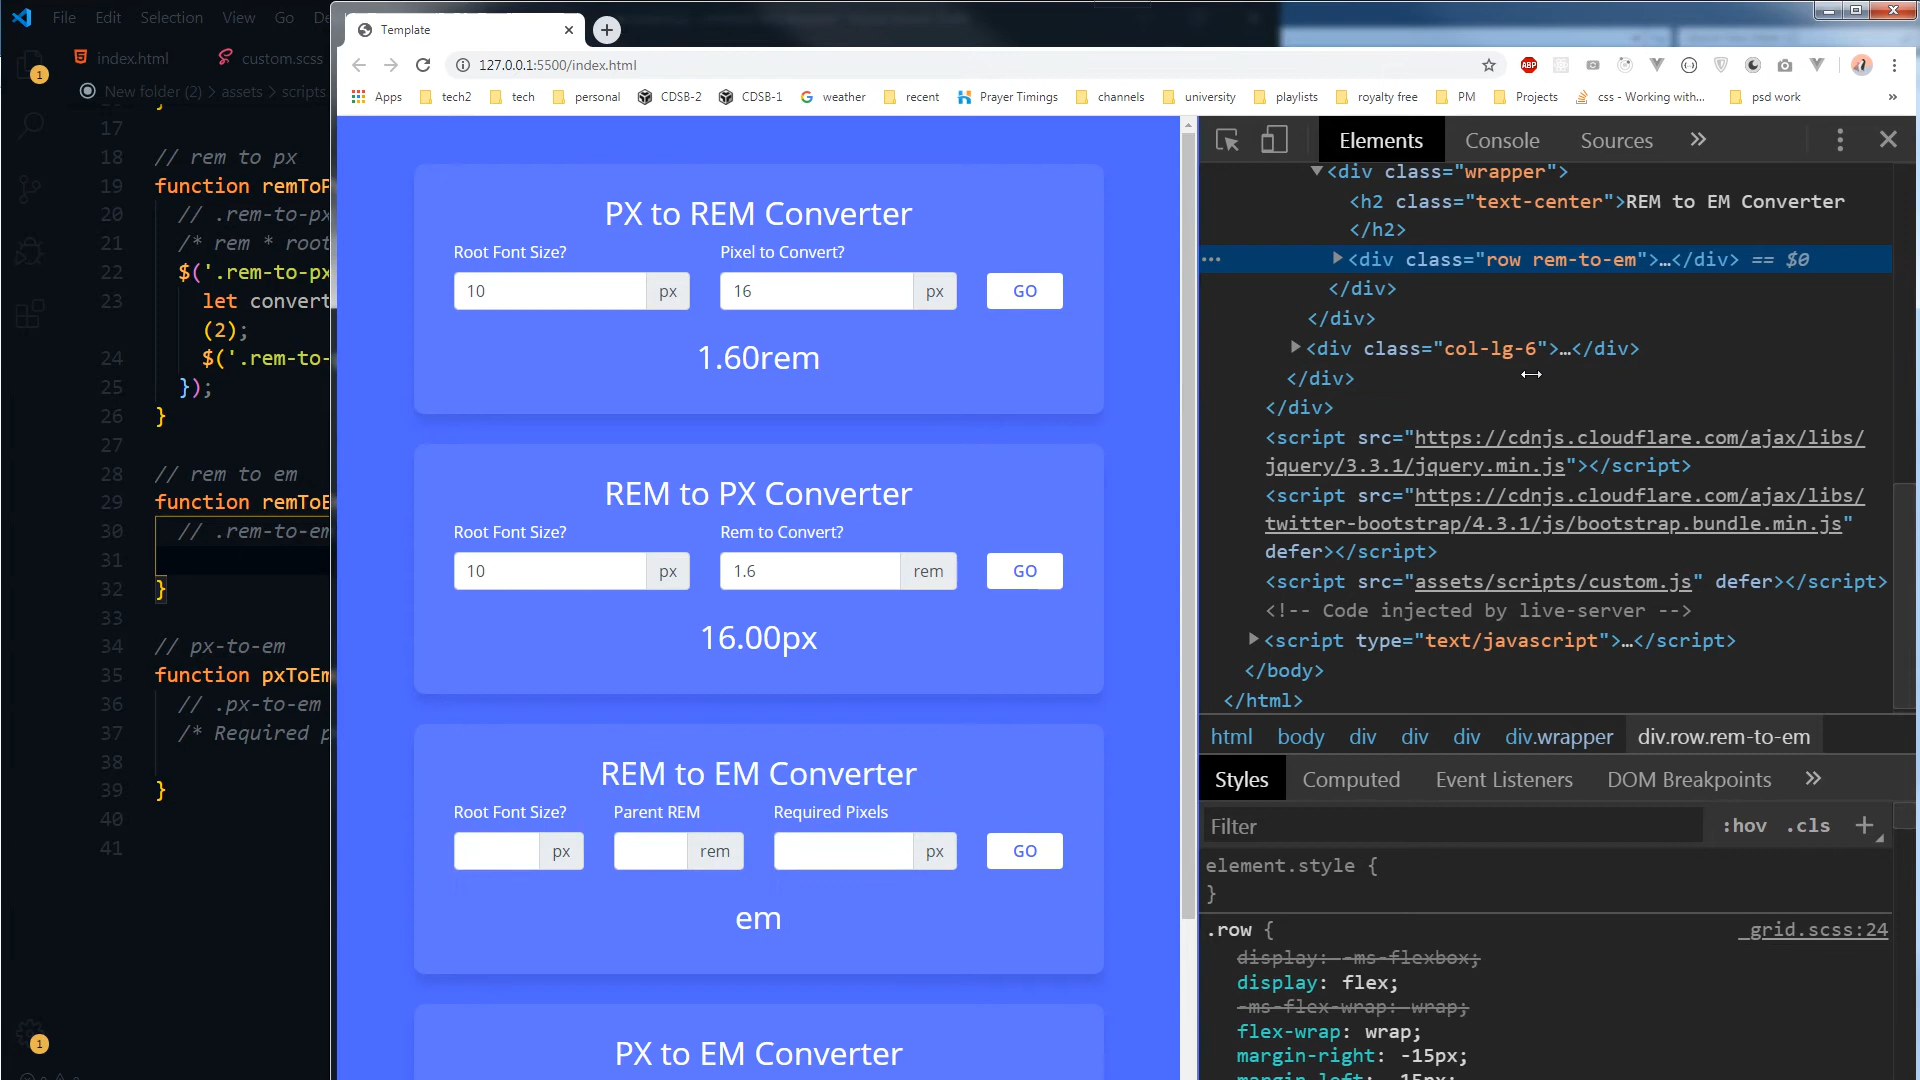 File Edit Selection View Go De
Template
index.html
custom.scss
127.0.0.1:5500/index.html
ABP
1
New folder (2) > assets > scripts
Apps tech2 tech personal CDSB-2 CDSB-1 weather recent Prayer Timings channels university playlists royalty free PM Projects css - Working with... psd work »
17
18 // rem to px
19 function remToP
20 // .rem-to-px
21 /* rem * root
22 $('.rem-to-px
23 let convert
(2);
24 $('.rem-to-
25 });
26 }
27
28 // rem to em
29 function remToE
30 // .rem-to-em
31
32 }
33
34 // px-to-em
35 function pxToEm
36 // .px-to-em
37 /* Required p
38
39 }
40
41
1
PX to REM Converter
Root Font Size? Pixel to Convert?
10 px 16 px GO
1.60rem
REM to PX Converter
Root Font Size? Rem to Convert?
10 px 1.6 rem GO
16.00px
REM to EM Converter
Root Font Size? Parent REM Required Pixels
px rem px GO
em
PX to EM Converter
Elements Console Sources »
<div class="wrapper">
<h2 class="text-center">REM to EM Converter
</h2>
<div class="row rem-to-em">…</div> == $0
</div>
</div>
<div class="col-lg-6">…</div>
</div>
</div>
<script src="https://cdnjs.cloudflare.com/ajax/libs/
jquery/3.3.1/jquery.min.js"></script>
<script src="https://cdnjs.cloudflare.com/ajax/libs/
twitter-bootstrap/4.3.1/js/bootstrap.bundle.min.js"
defer></script>
<script src="assets/scripts/custom.js" defer></script>
<!-- Code injected by live-server -->
<script type="text/javascript">…</script>
</body>
</html>
html body div div div div.wrapper div.row.rem-to-em
Styles Computed Event Listeners DOM Breakpoints »
Filter :hov .cls +
element.style {
}
.row { _grid.scss:24
display: -ms-flexbox;
display: flex;
-ms-flex-wrap: wrap;
flex-wrap: wrap;
margin-right: -15px;
margin-left: -15px;